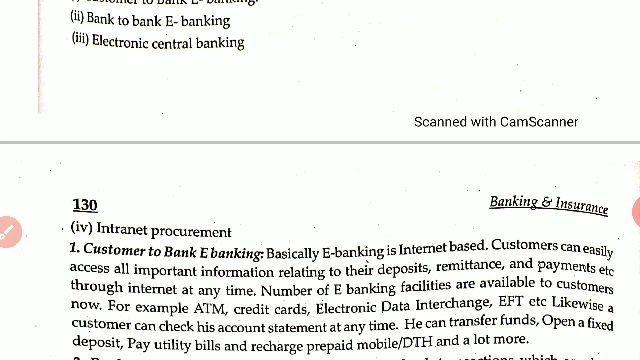 (ii) Bank to bank E- banking
(iii) Electronic central banking
Scanned with CamScanner
130
Banking & Insurance
(iv) Intranet procurement
1. Customer to Bank E banking: Basically E-banking is Internet based. Customers can easily
access all important information relating to their deposits, remittance, and payments etc
through internet at any time. Number of E banking facilities are available to customers
now. For example ATM, credit cards, Electronic Data Interchange, EFT etc Likewise a
customer can check his account statement at any time. He can transfer funds, Open a fixed
deposit, Pay utility bills and recharge prepaid mobile/DTH and a lot more.